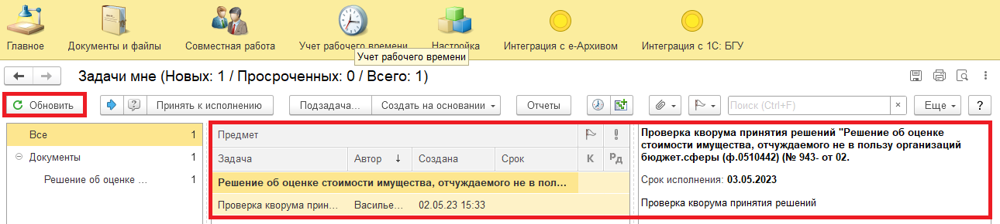 Главное
Документы и файлы
Совместная работа
Учет рабочего времени
Настройка
Интеграция с е-Архивом
Интеграция с 1С: БГУ
Учет рабочего времени
Задачи мне (Новых: 1 / Просроченных: 0 / Всего: 1)
Обновить
Принять к исполнению
Подзадача...
Создать на основании
Отчеты
Поиск (Ctrl+F)
×
Еще
?
Все 1
Документы 1
Решение об оценке ... 1
Предмет
Задача Автор ↓ Создана Срок К Рд
Решение об оценке стоимости имущества, отчуждаемого не в пол...
Проверка кворума прин... Василье... 02.05.23 15:33
Проверка кворума принятия решений "Решение об оценке
стоимости имущества, отчуждаемого не в пользу организаций
бюджет.сферы (ф.0510442) (№ 943- от 02.
Срок исполнения: 03.05.2023
Проверка кворума принятия решений